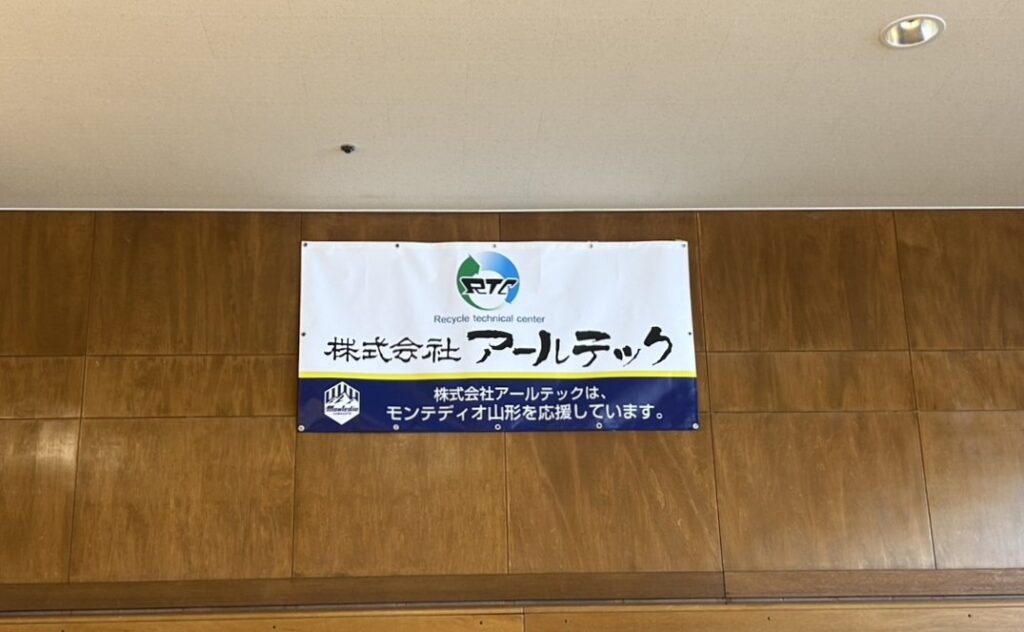 RTC
Recycle technical center
株式会社 アールテック
株式会社アールテックは、
モンテディオ山形を応援しています。
Montedio